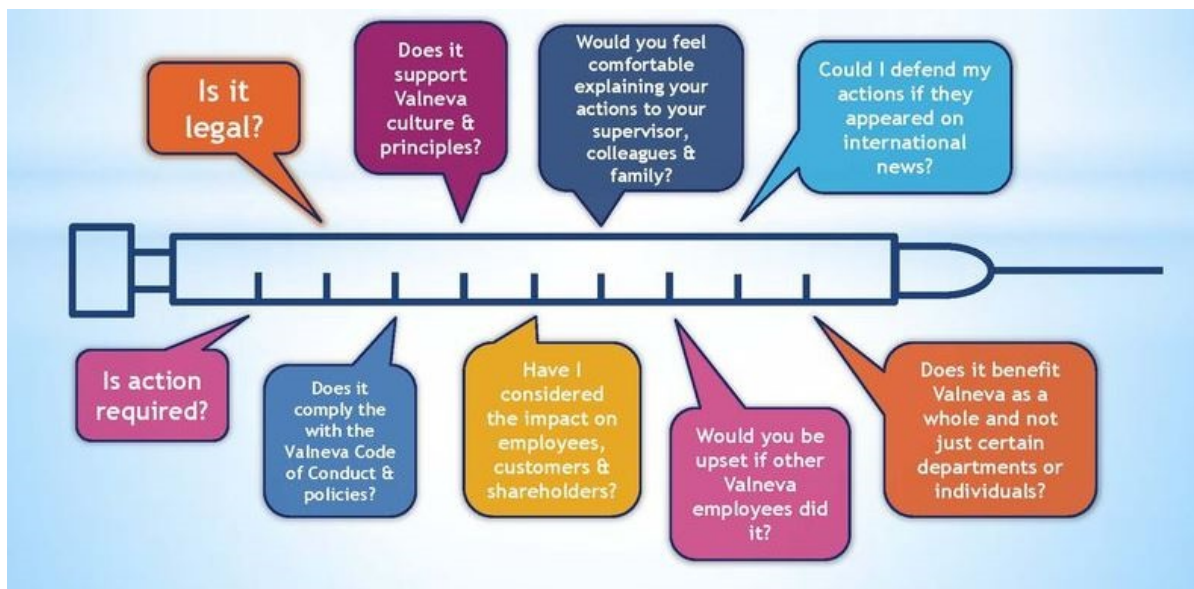 Is it
legal?
Does it
support
Valneva
culture &
principles?
Would you feel
comfortable
explaining your
actions to your
supervisor,
colleagues &
family?
Could I defend my
actions if they
appeared on
international
news?
Is action
required?
Does it
comply the
with the
Valneva Code
of Conduct &
policies?
Have I
considered
the impact on
employees,
customers &
shareholders?
Would you be
upset if other
Valneva
employees did
it?
Does it benefit
Valneva as a
whole and not
just certain
departments or
individuals?